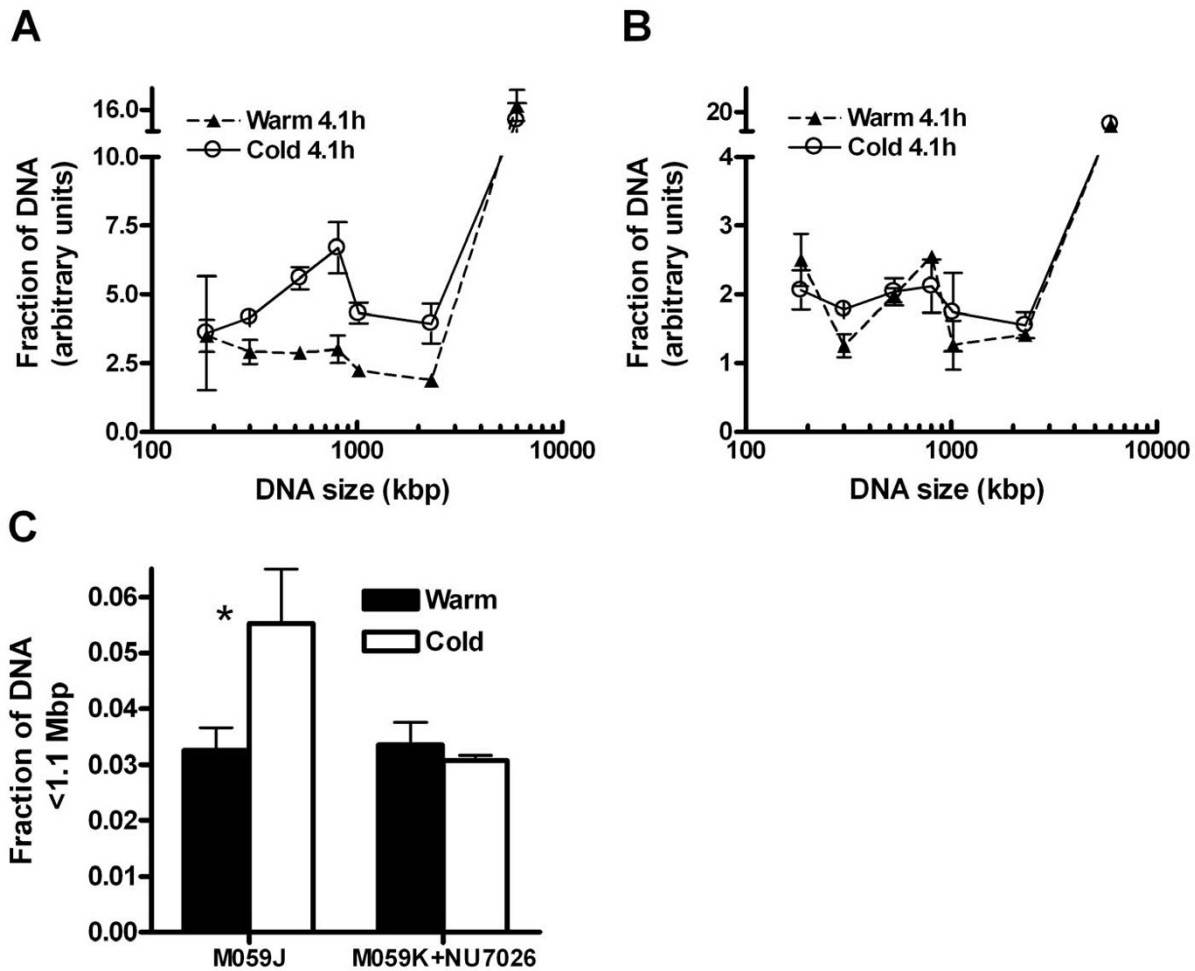 A
Fraction of DNA
(arbitrary units)
16.0
10.0
7.5
5.0
2.5
0.0
Warm 4.1h
Cold 4.1h
100
1000
10000
DNA size (kbp)
B
Fraction of DNA
(arbitrary units)
20
4
3
2
1
0
Warm 4.1h
Cold 4.1h
100
1000
10000
DNA size (kbp)
C
Fraction of DNA
<1.1 Mbp
0.06
0.05
0.04
0.03
0.02
0.01
0.00
*
Warm
Cold
M059J
M059K+NU7026